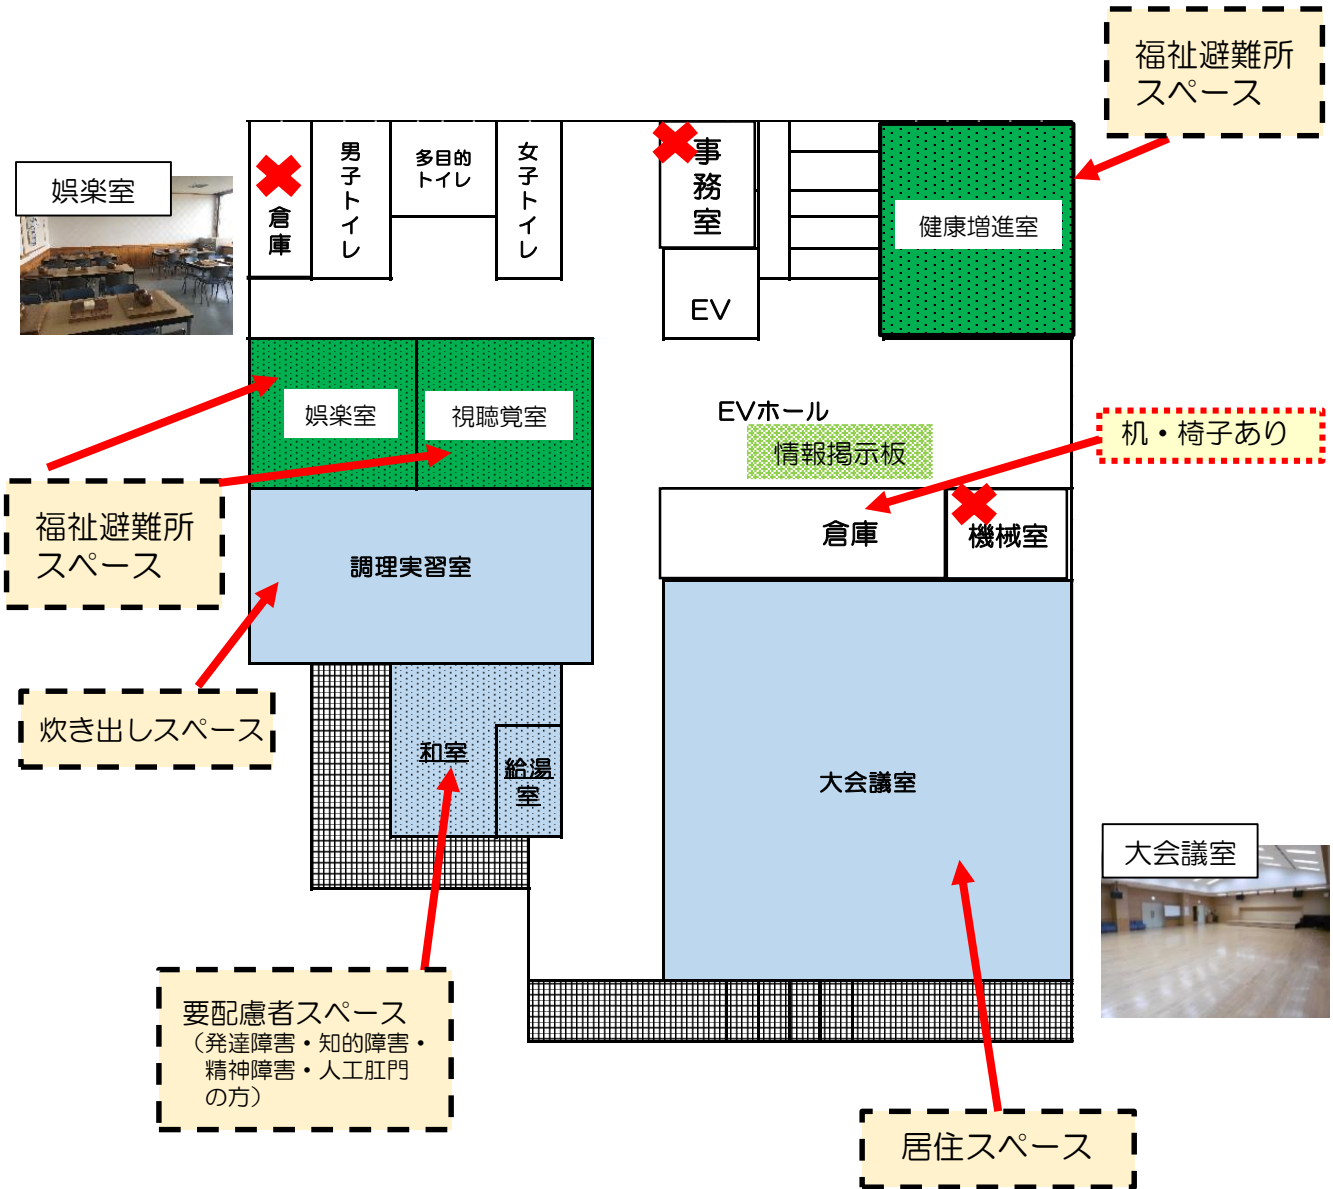 福祉避難所
スペース
男子トイレ
多目的
トイレ
女子トイレ
事務室
娯楽室
倉庫
健康増進室
EV
EVホール
娯楽室
視聴覚室
机・椅子あり
情報掲示板
福祉避難所
スペース
倉庫
機械室
調理実習室
炊き出しスペース
和室
給湯
室
大会議室
大会議室
要配慮者スペース
（発達障害・知的障害・
精神障害・人工肛門
の方）
居住スペース